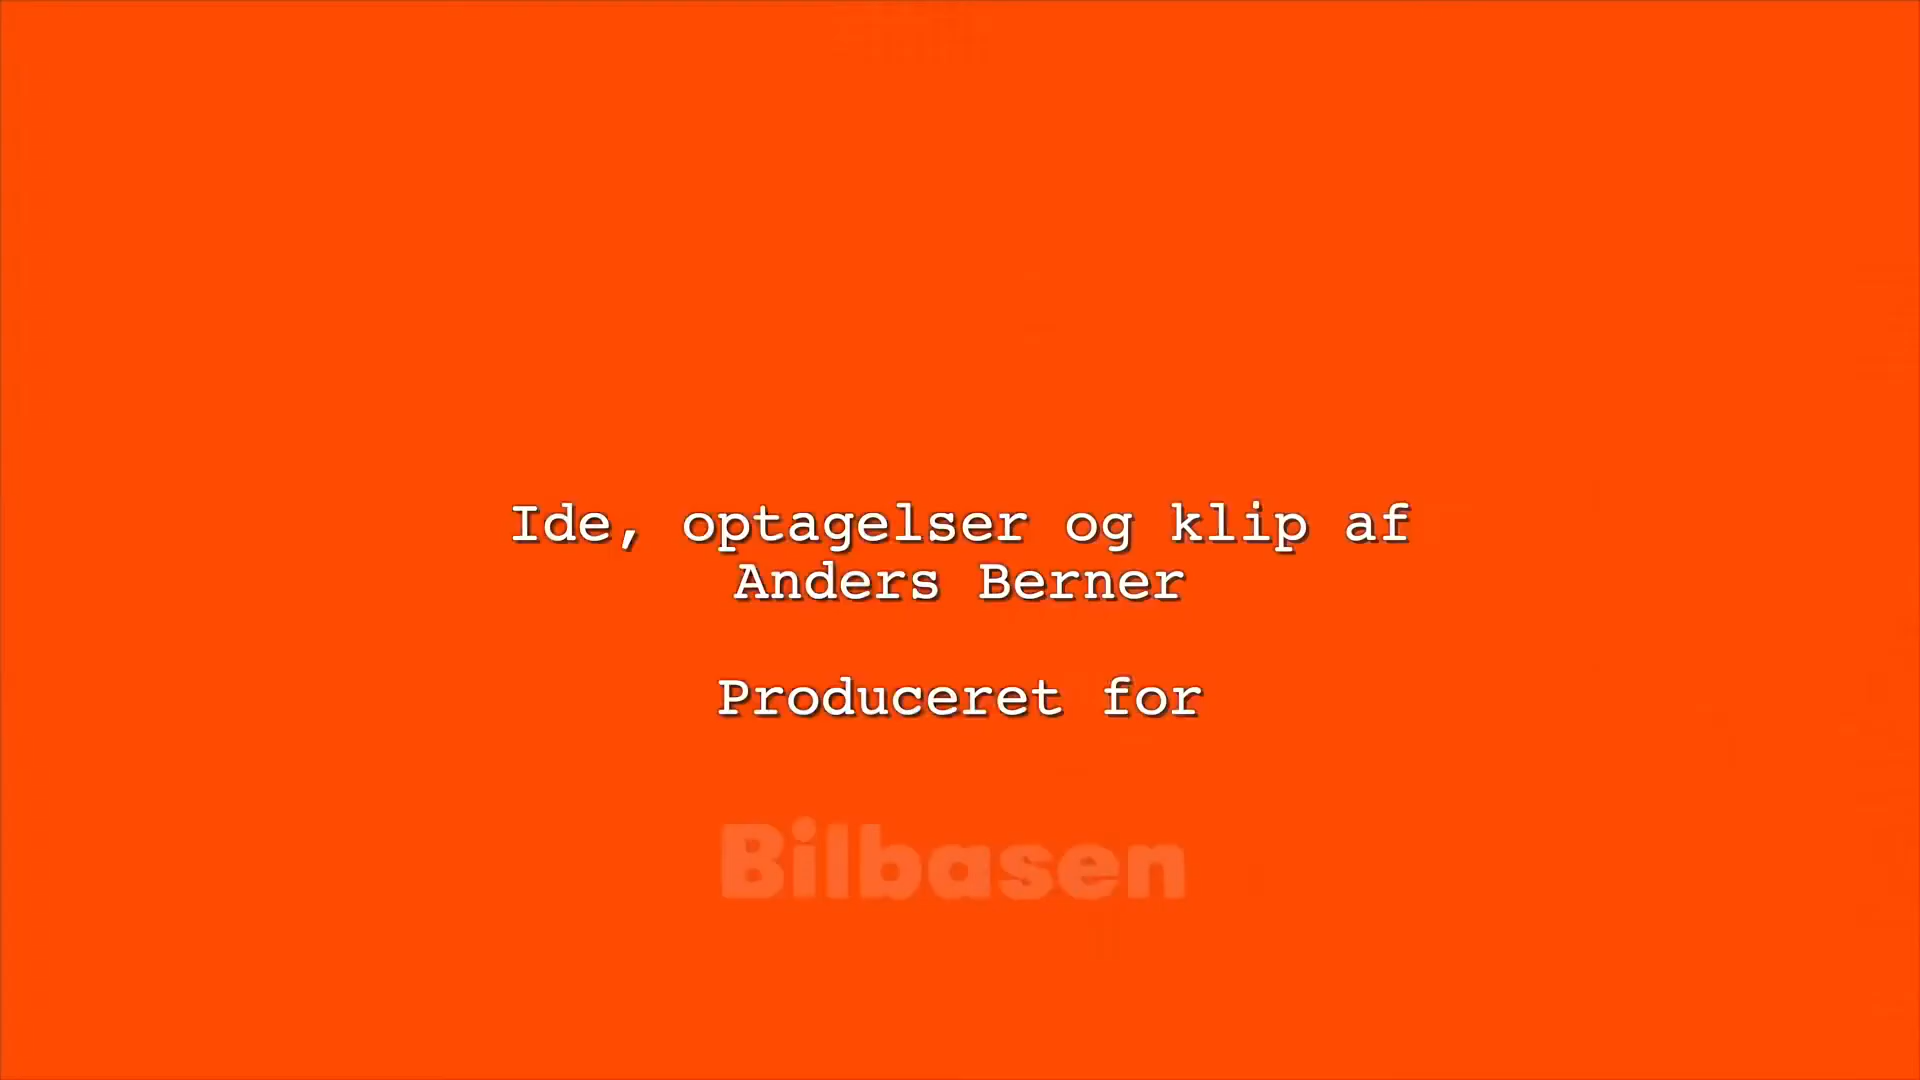 Ide, optagelser og klip af
Anders Berner
Produceret for
Bilbasen